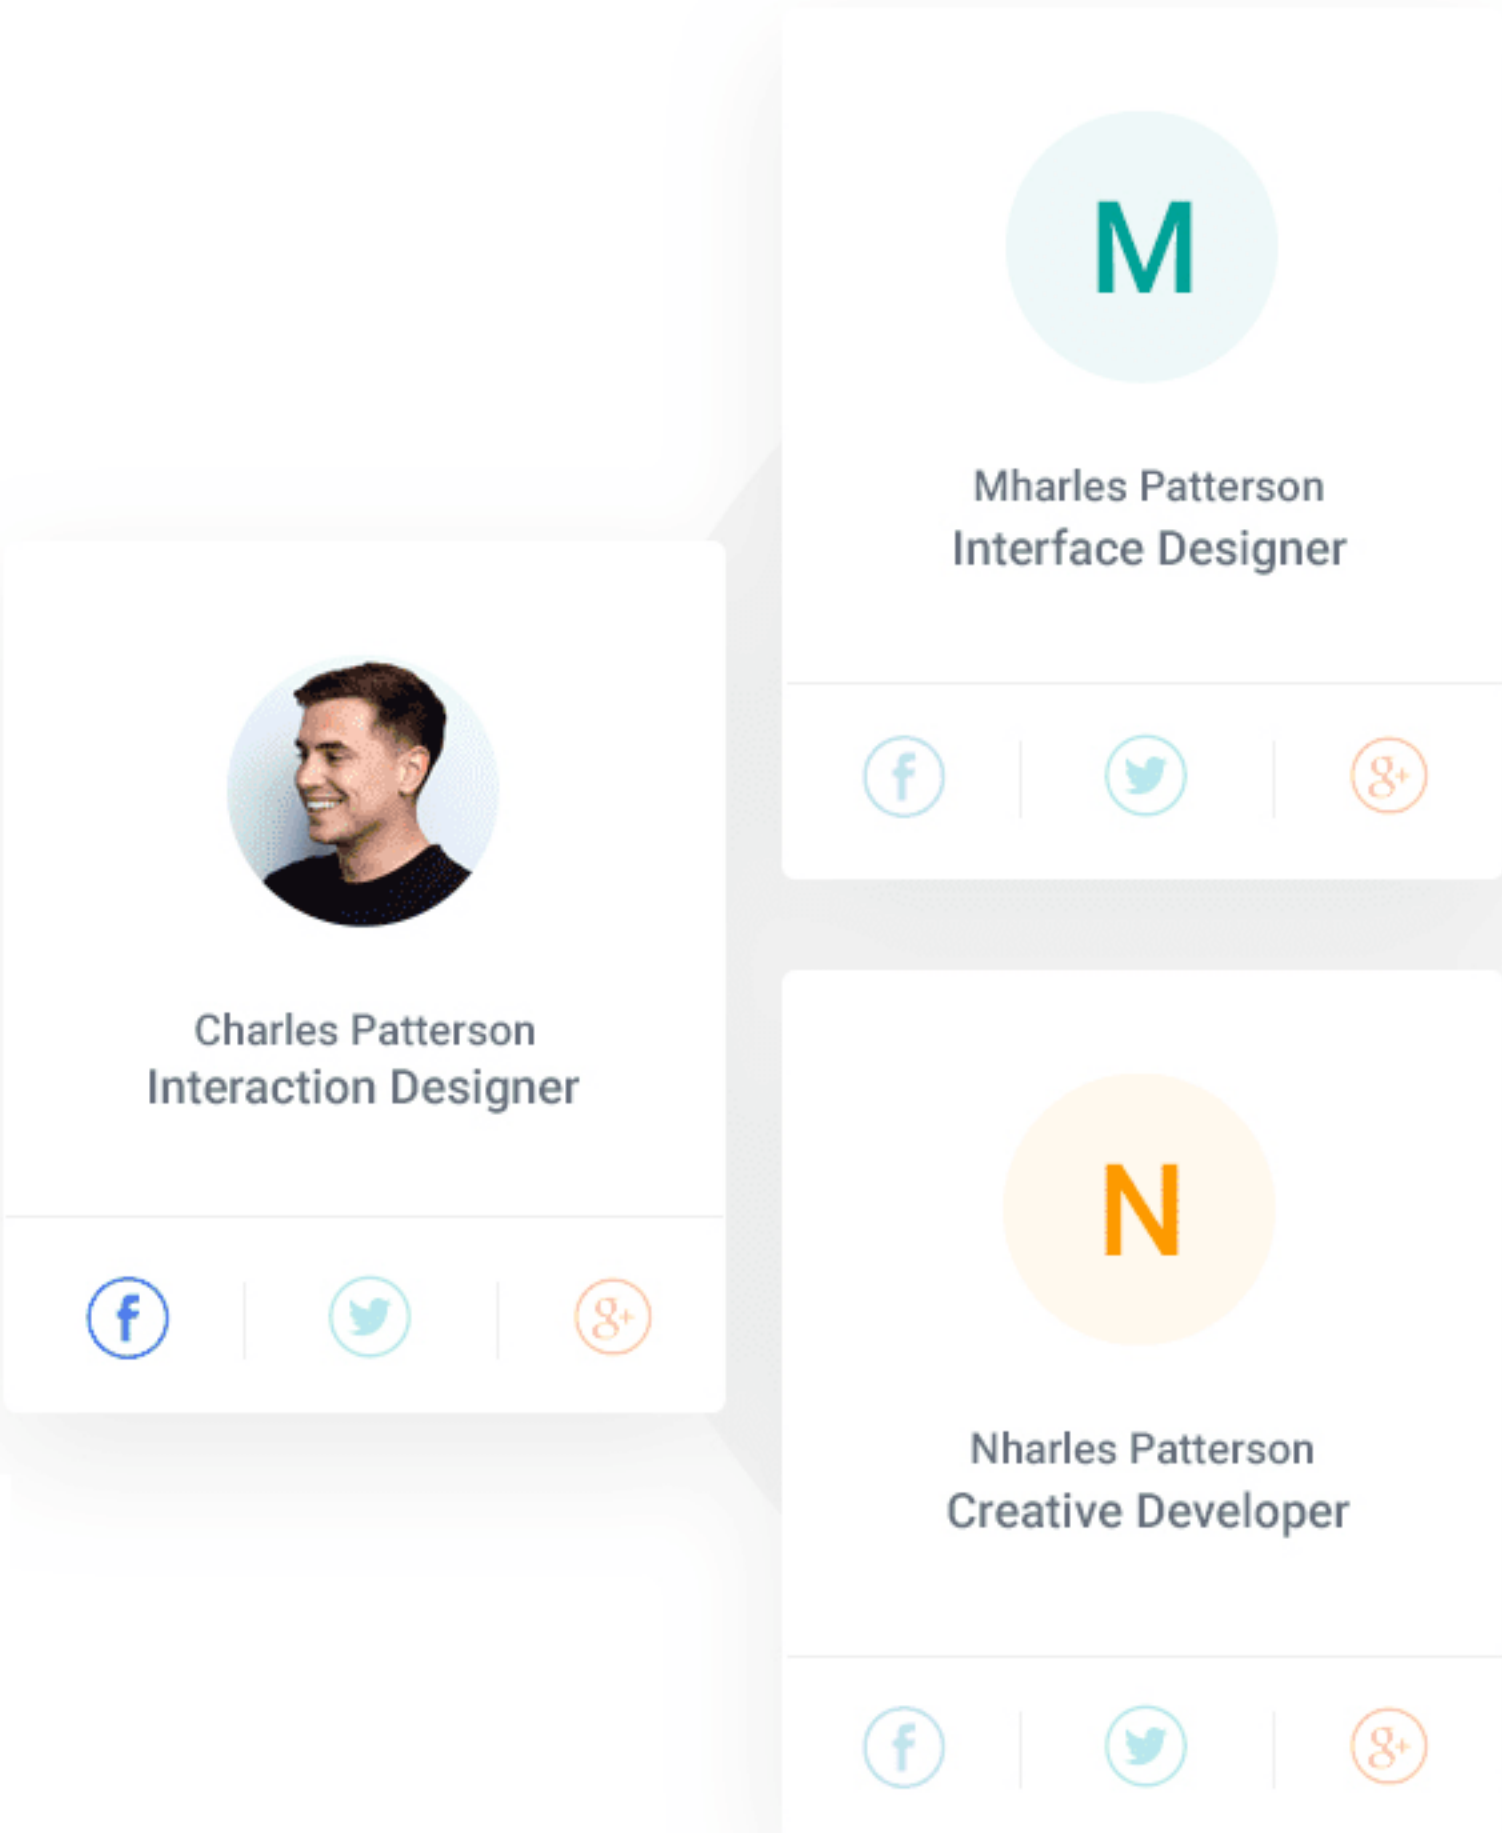 M
Mharles Patterson
Interface Designer
f
g+
Charles Patterson
Interaction Designer
f
g+
N
Nharles Patterson
Creative Developer
f
g+